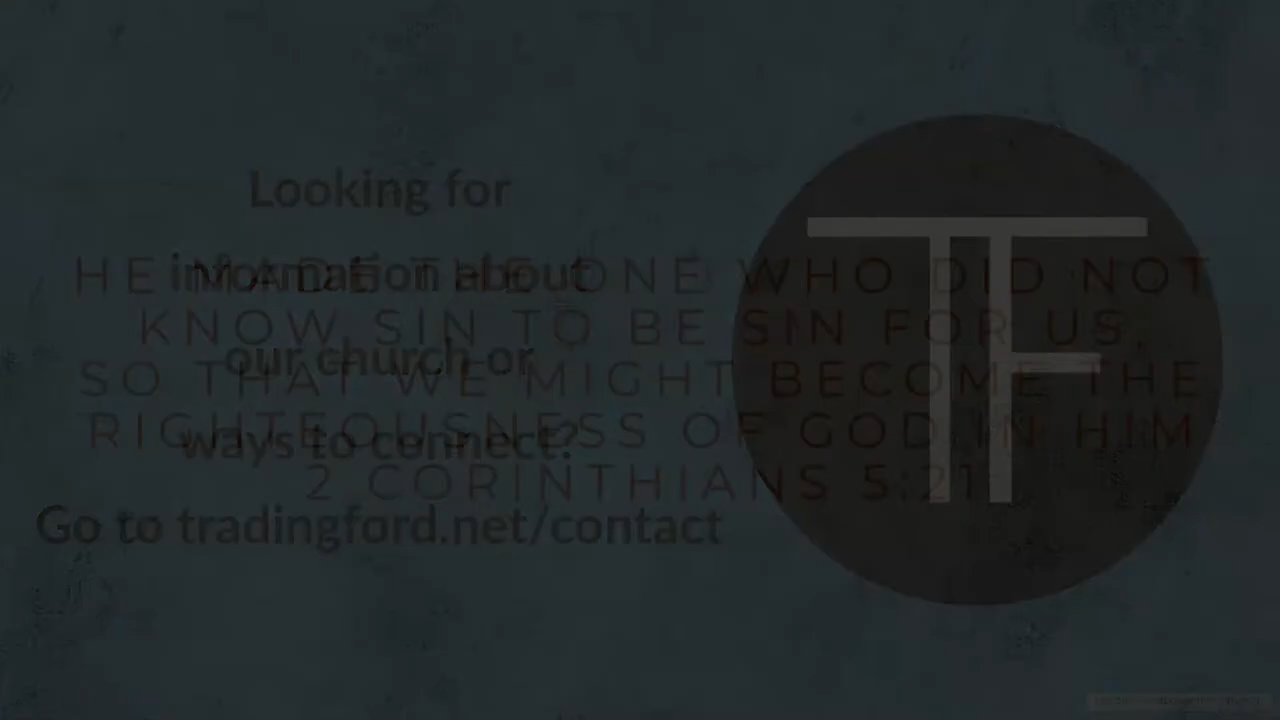 Looking for
information about
our church or
ways to connect?
Go to tradingford.net/contact
HE MADE THE ONE WHO DID NOT
KNOW SIN TO BE SIN FOR US,
SO THAT WE MIGHT BECOME THE
RIGHTEOUSNESS OF GOD IN HIM
2 CORINTHIANS 5:21
TF